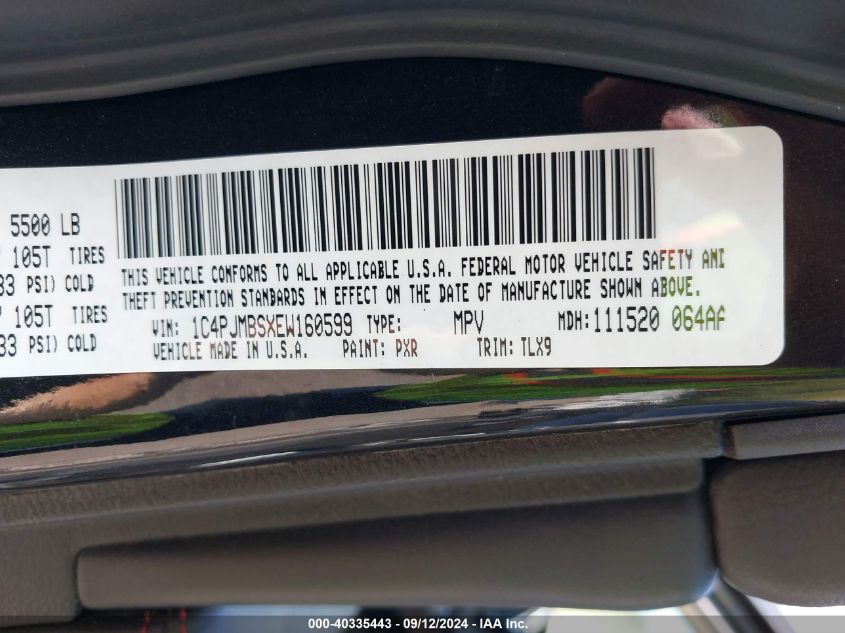 5500 LB
105T TIRES
33 PSI) COLD
105T TIRES
33 PSI) COLD
THIS VEHICLE CONFORMS TO ALL APPLICABLE U.S.A. FEDERAL MOTOR VEHICLE SAFETY AND
THEFT PREVENTION STANDARDS IN EFFECT ON THE DATE OF MANUFACTURE SHOWN ABOVE.
VIN: 1C4PJMBSXEW160599 TYPE: MPV MDH: 111520 064AF
VEHICLE MADE IN U.S.A. PAINT: PXR TRIM: TLX9
000-40335443 - 09/12/2024 - IAA Inc.